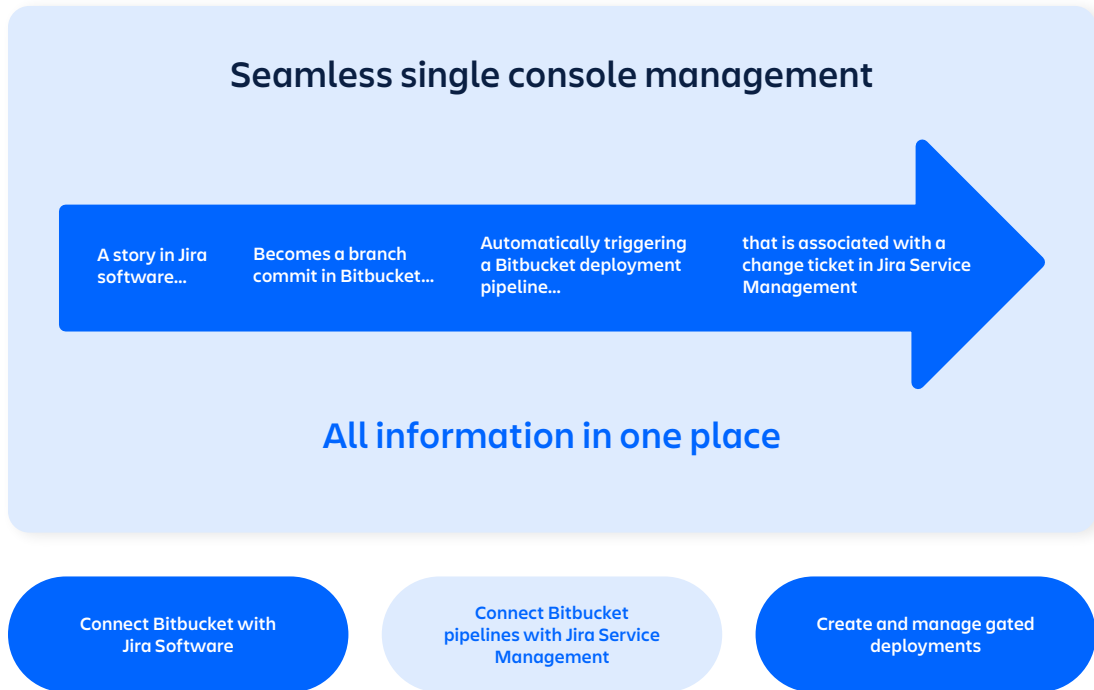 Seamless single console management
A story in Jira
software...
Becomes a branch
commit in Bitbucket...
Automatically triggering
a Bitbucket deployment
pipeline...
that is associated with a
change ticket in Jira Service
Management
All information in one place
Connect Bitbucket with
Jira Software
Connect Bitbucket
pipelines with Jira Service
Management
Create and manage gated
deployments